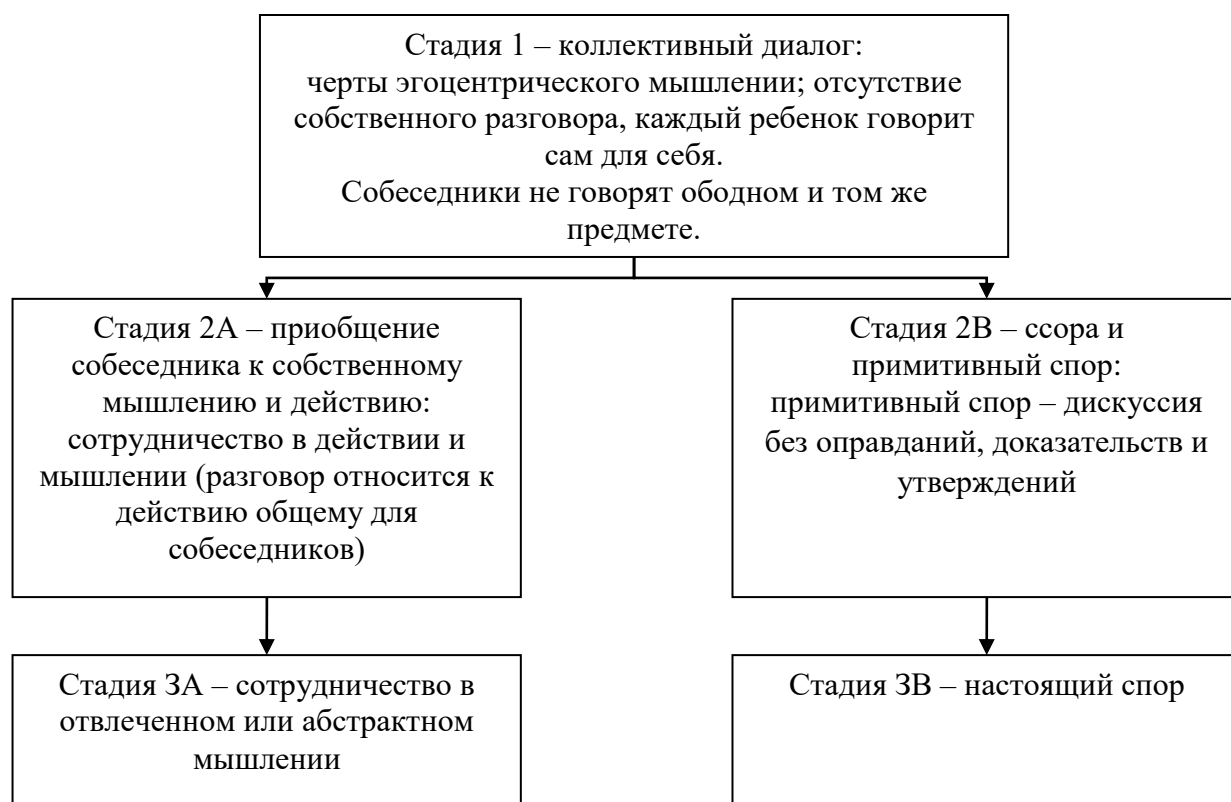 Стадия 1 – коллективный диалог:
черты эгоцентрического мышлении; отсутствие
собственного разговора, каждый ребенок говорит
сам для себя.
Собеседники не говорят ободном и том же
предмете.
Стадия 2А – приобщение
собеседника к собственному
мышлению и действию:
сотрудничество в действии и
мышлении (разговор относится к
действию общему для
собеседников)
Стадия 2В – ссора и
примитивный спор:
примитивный спор – дискуссия
без оправданий, доказательств и
утверждений
Стадия 3А – сотрудничество в
отвлеченном или абстрактном
мышлении
Стадия 3В – настоящий спор